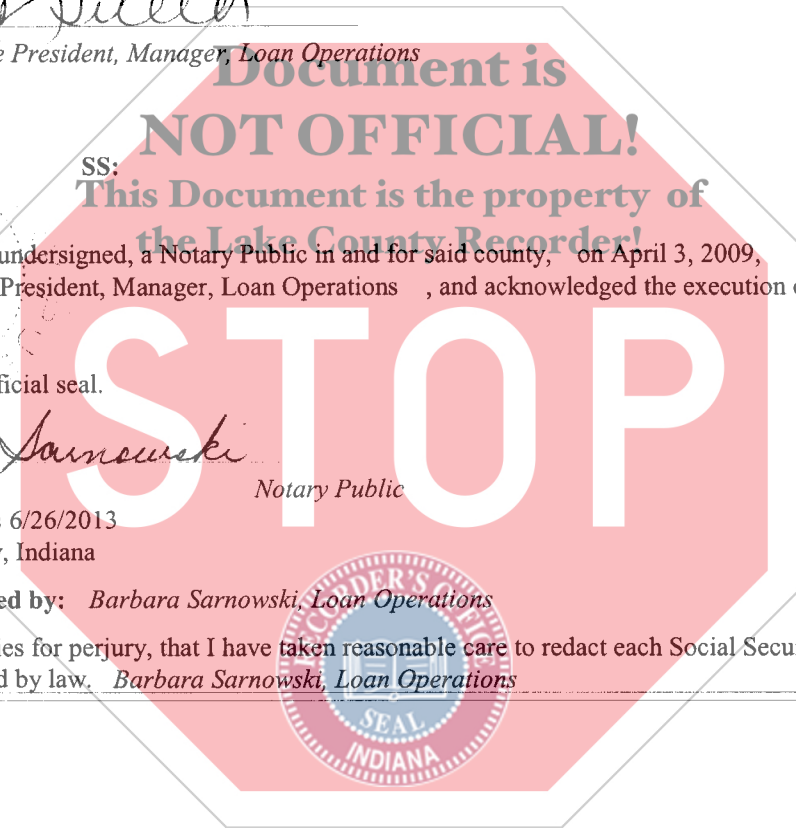 e President, Manager, Loan Operations
Document is
NOT OFFICIAL!
SS:
This Document is the property of
the Lake County Recorder!
undersigned, a Notary Public in and for said county, on April 3, 2009,
President, Manager, Loan Operations , and acknowledged the execution
STOP
ficial seal.
Sarnowski
Notary Public
6/26/2013
, Indiana
ed by: Barbara Sarnowski, Loan Operations
ies for perjury, that I have taken reasonable care to redact each Social Secu
d by law. Barbara Sarnowski, Loan Operations
RECORDER'S OFFICE
SEAL
INDIANA